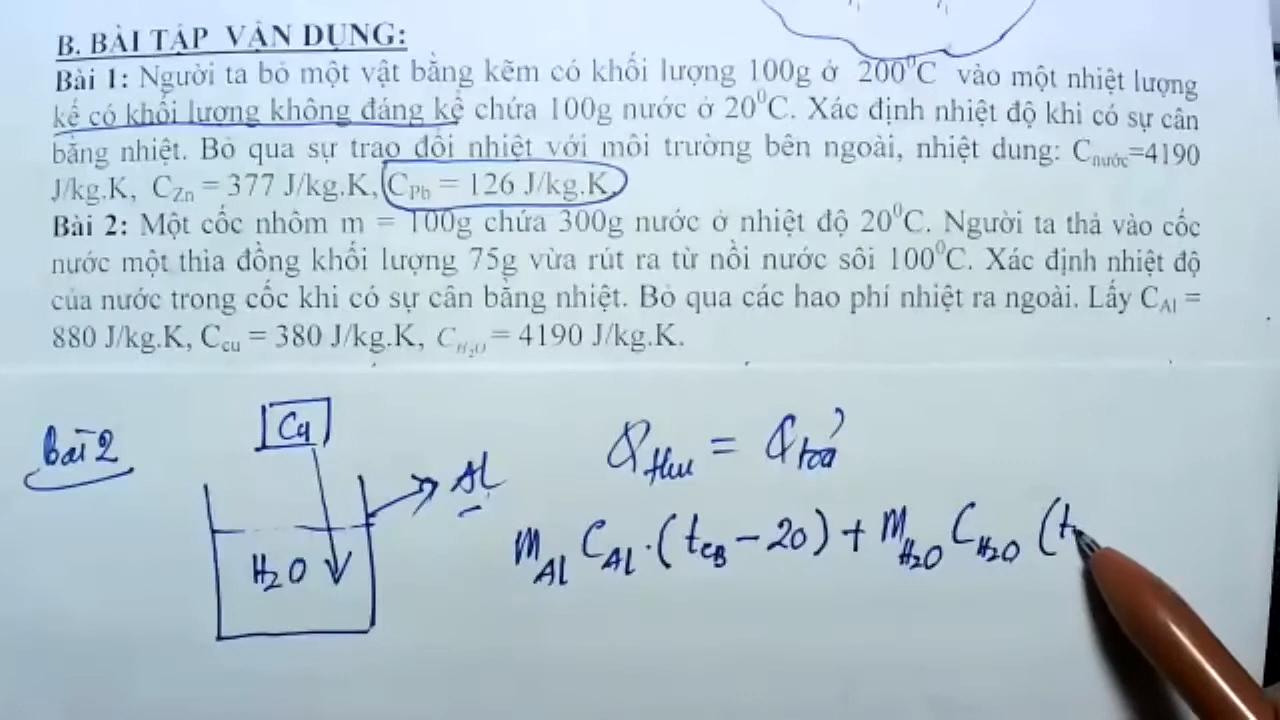 B. BÀI TẬP VẬN DỤNG:
Bài 1: Người ta bỏ một vật bằng kẽm có khối lượng 100g ở 200⁰C vào một nhiệt lượng
kế có khối lượng không đáng kể chứa 100g nước ở 20⁰C. Xác định nhiệt độ khi có sự cân
bằng nhiệt. Bỏ qua sự trao đổi nhiệt với môi trường bên ngoài, nhiệt dung: Cnước=4190
J/kg.K, CZn = 377 J/kg.K, CPb = 126 J/kg.K.
Bài 2: Một cốc nhôm m = 100g chứa 300g nước ở nhiệt độ 20⁰C. Người ta thả vào cốc
nước một thìa đồng khối lượng 75g vừa rút ra từ nồi nước sôi 100⁰C. Xác định nhiệt độ
của nước trong cốc khi có sự cân bằng nhiệt. Bỏ qua các hao phí nhiệt ra ngoài. Lấy CAl =
880 J/kg.K, Ccu = 380 J/kg.K, CH₂O = 4190 J/kg.K.
Bài 2
Cu
Al
H2O
Qthu = Qtoả
mAl CAl.(tCB - 20) + mH2O CH2O (t